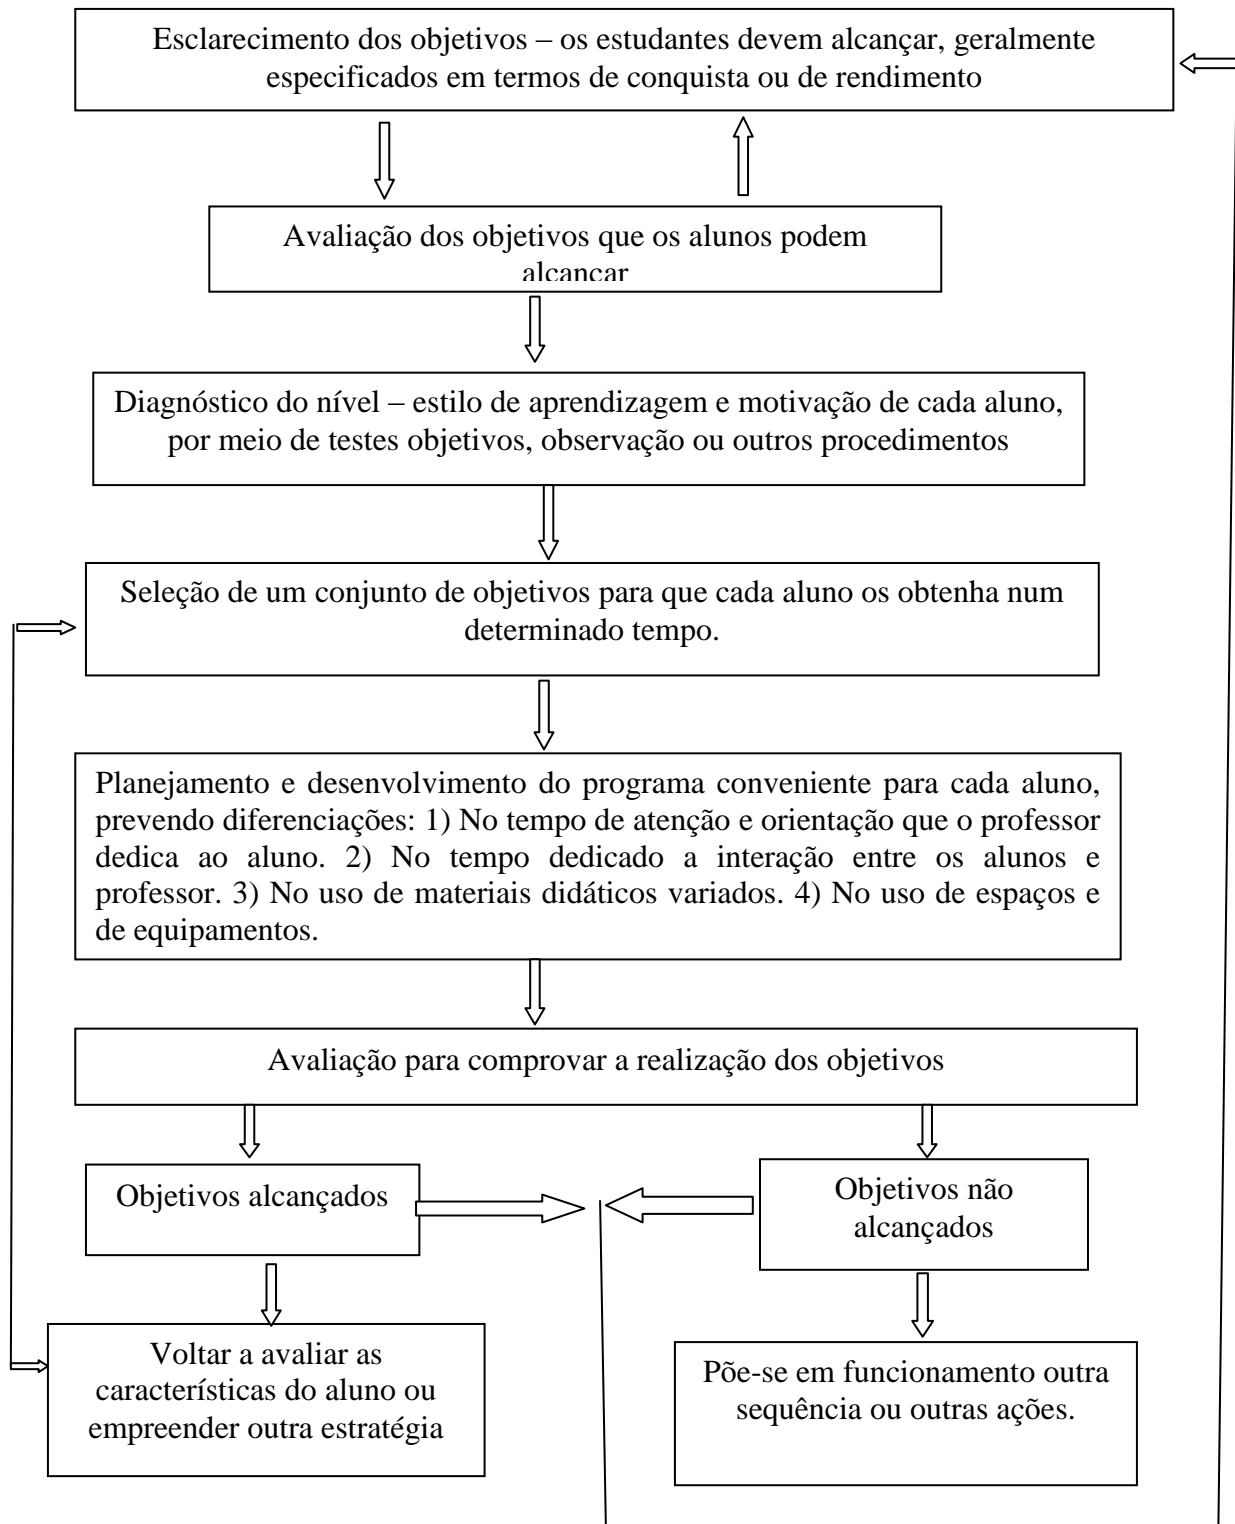 Esclarecimento dos objetivos – os estudantes devem alcançar, geralmente
especificados em termos de conquista ou de rendimento
Avaliação dos objetivos que os alunos podem
alcançar
Diagnóstico do nível – estilo de aprendizagem e motivação de cada aluno,
por meio de testes objetivos, observação ou outros procedimentos
Seleção de um conjunto de objetivos para que cada aluno os obtenha num
determinado tempo.
Planejamento e desenvolvimento do programa conveniente para cada aluno,
prevendo diferenciações: 1) No tempo de atenção e orientação que o professor
dedica ao aluno. 2) No tempo dedicado a interação entre os alunos e
professor. 3) No uso de materiais didáticos variados. 4) No uso de espaços e
de equipamentos.
Avaliação para comprovar a realização dos objetivos
Objetivos alcançados
Objetivos não
alcançados
Voltar a avaliar as
características do aluno ou
empreender outra estratégia
Põe-se em funcionamento outra
sequência ou outras ações.